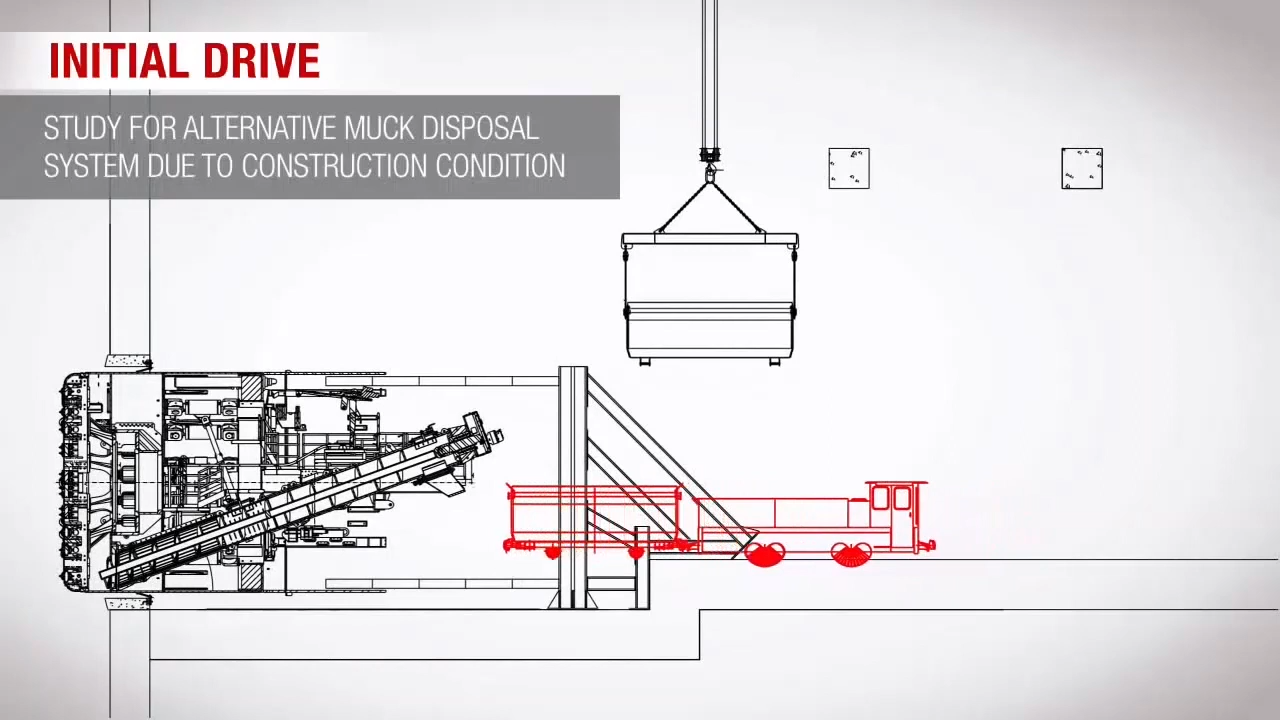 INITIAL DRIVE
STUDY FOR ALTERNATIVE MUCK DISPOSAL
SYSTEM DUE TO CONSTRUCTION CONDITION